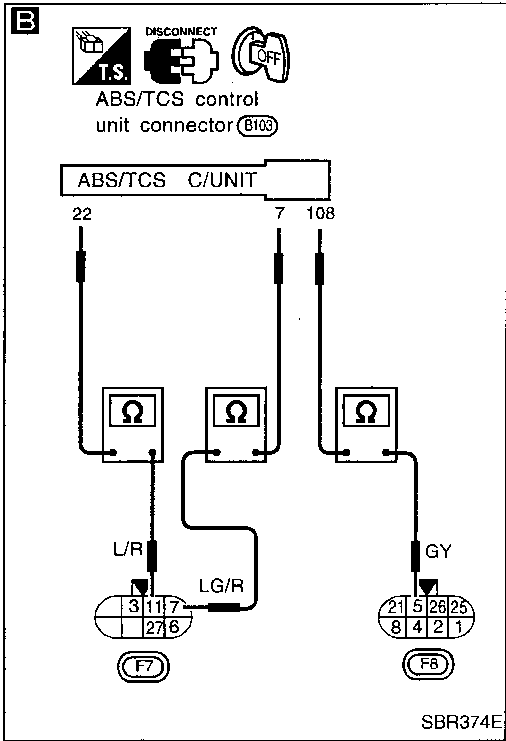 B
DISCONNECT
T.S.
OFF
ABS/TCS control
unit connector B103
ABS/TCS C/UNIT
22 7 108
Ω Ω Ω
L/R
LG/R
GY
3 11 7
27 6
F7
21 5 26 25
8 4 2 1
F8
SBR374E